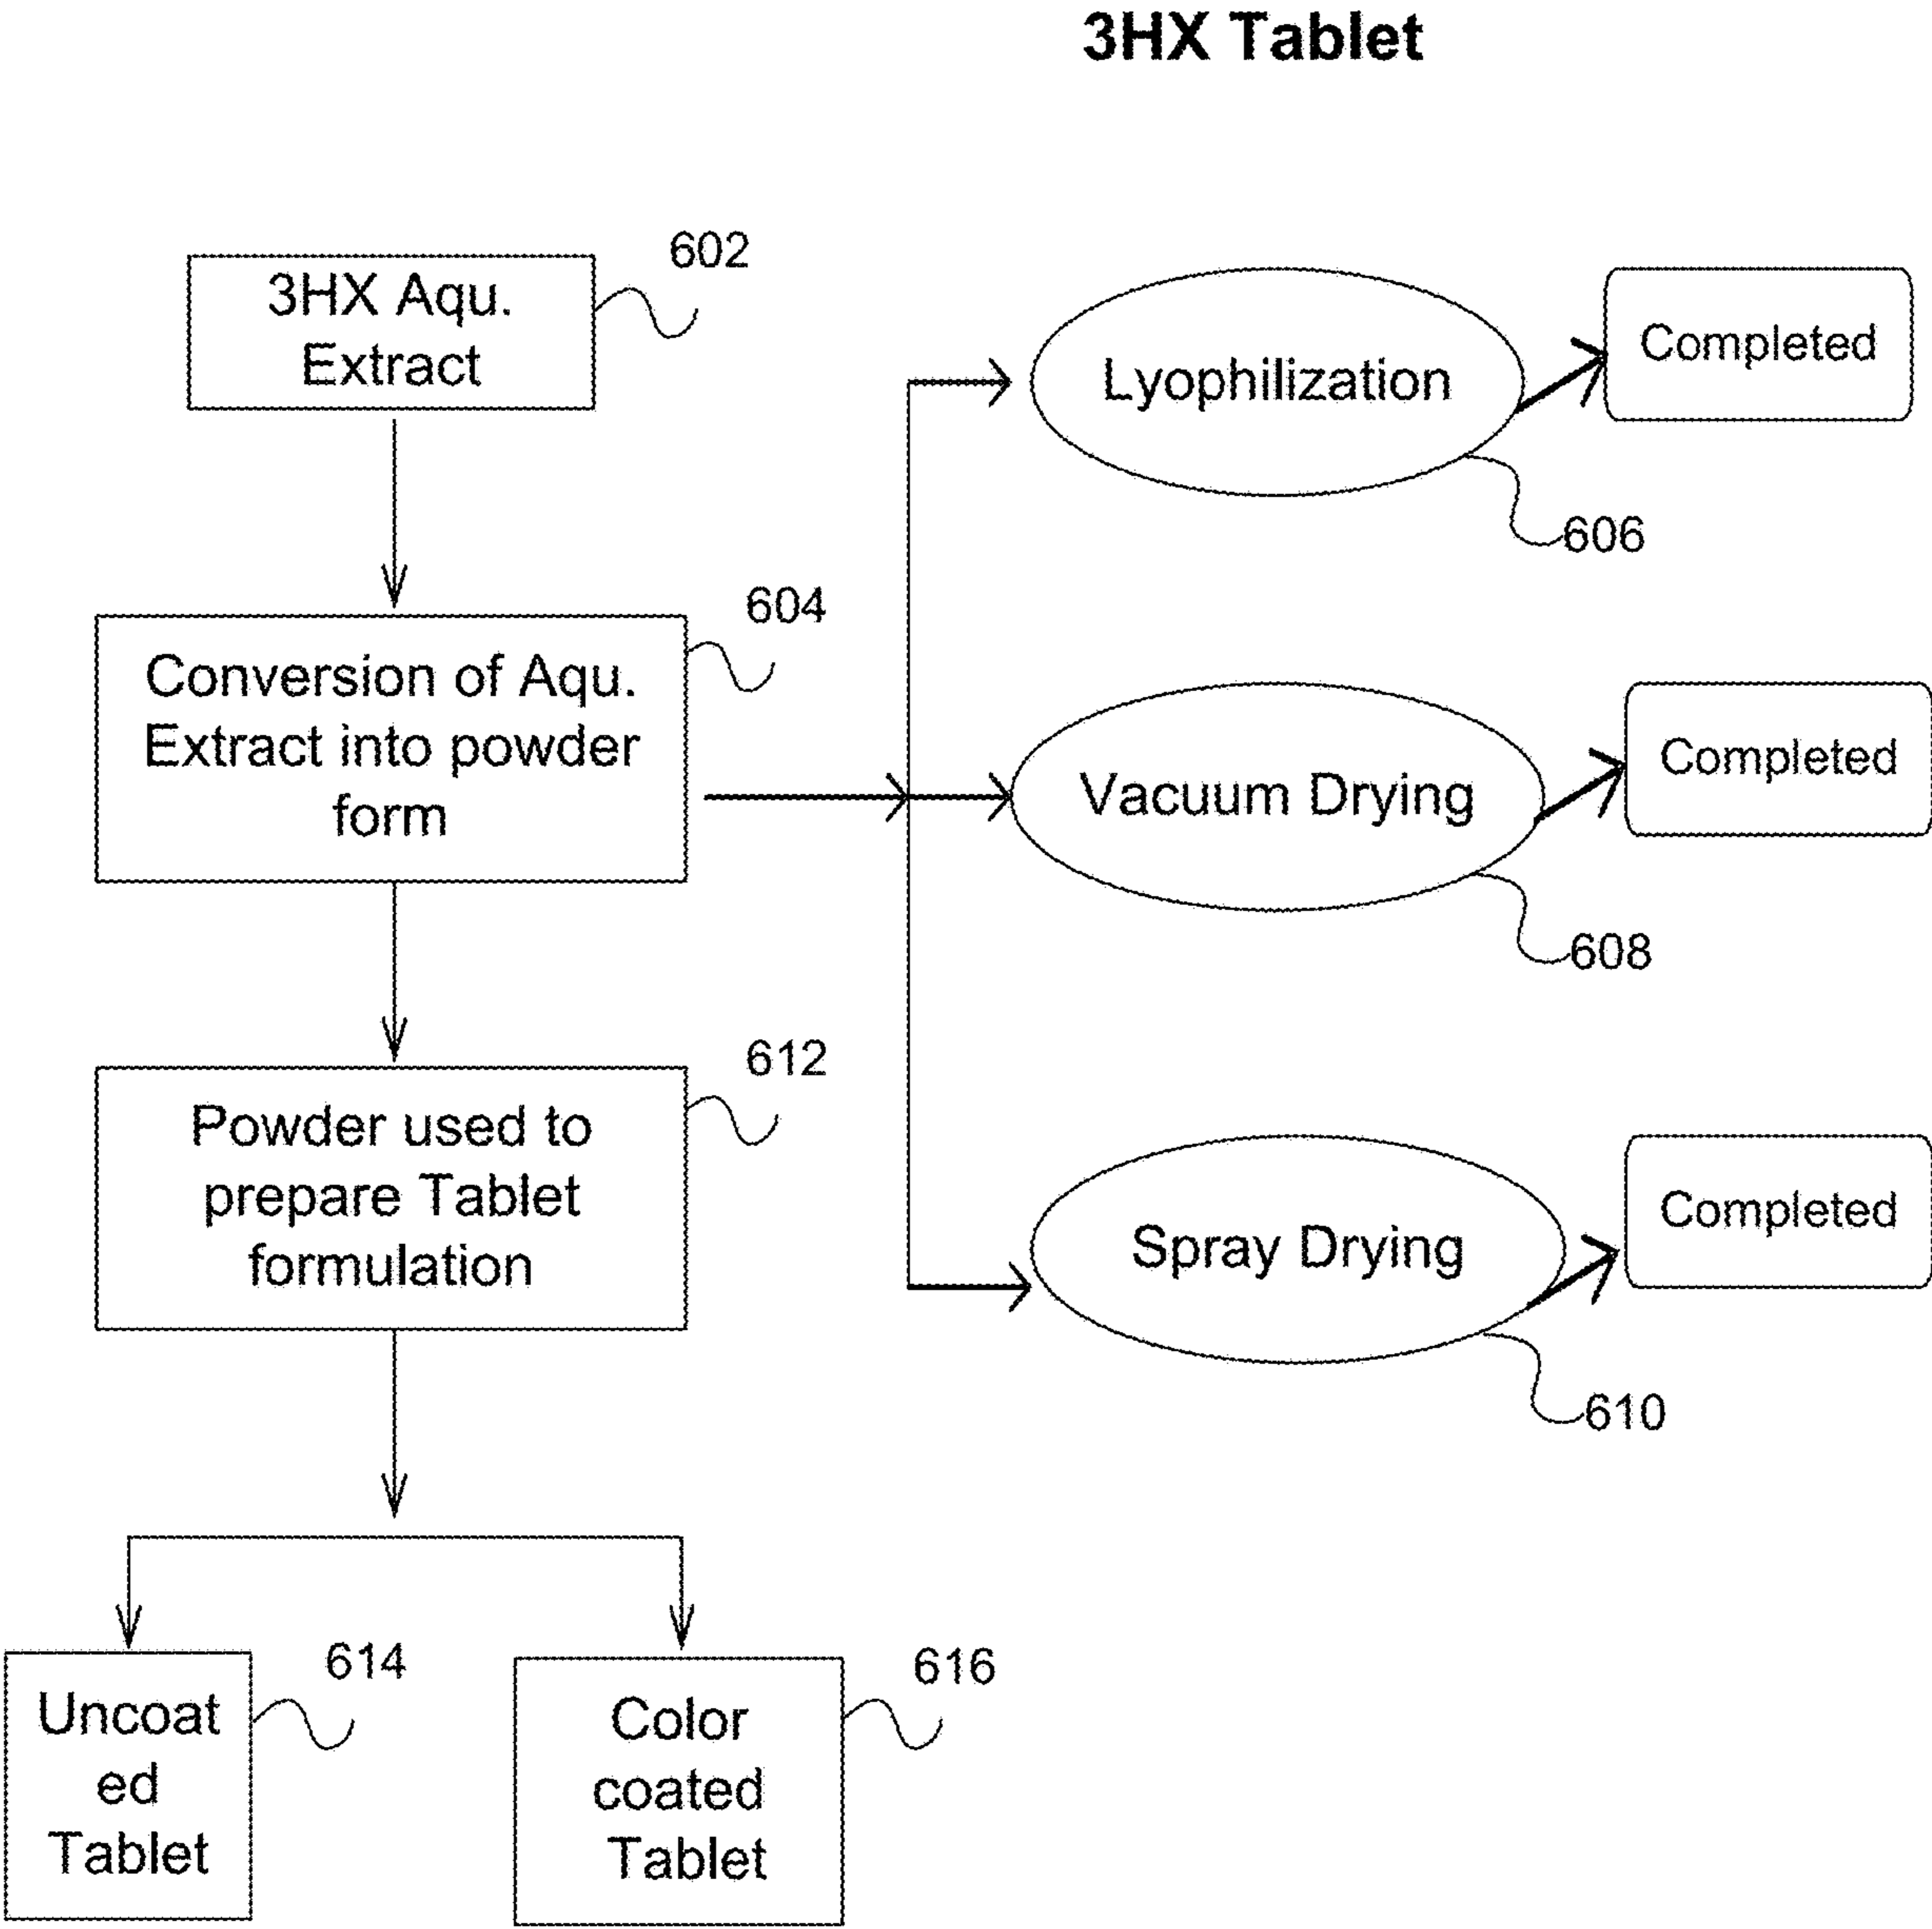 3HX Tablet
602
3HX Aqu.
Extract
604
Conversion of Aqu.
Extract into powder
form
612
Powder used to
prepare Tablet
formulation
614
Uncoat
ed
Tablet
616
Color
coated
Tablet
Lyophilization
Completed
606
Vacuum Drying
Completed
608
Spray Drying
Completed
610